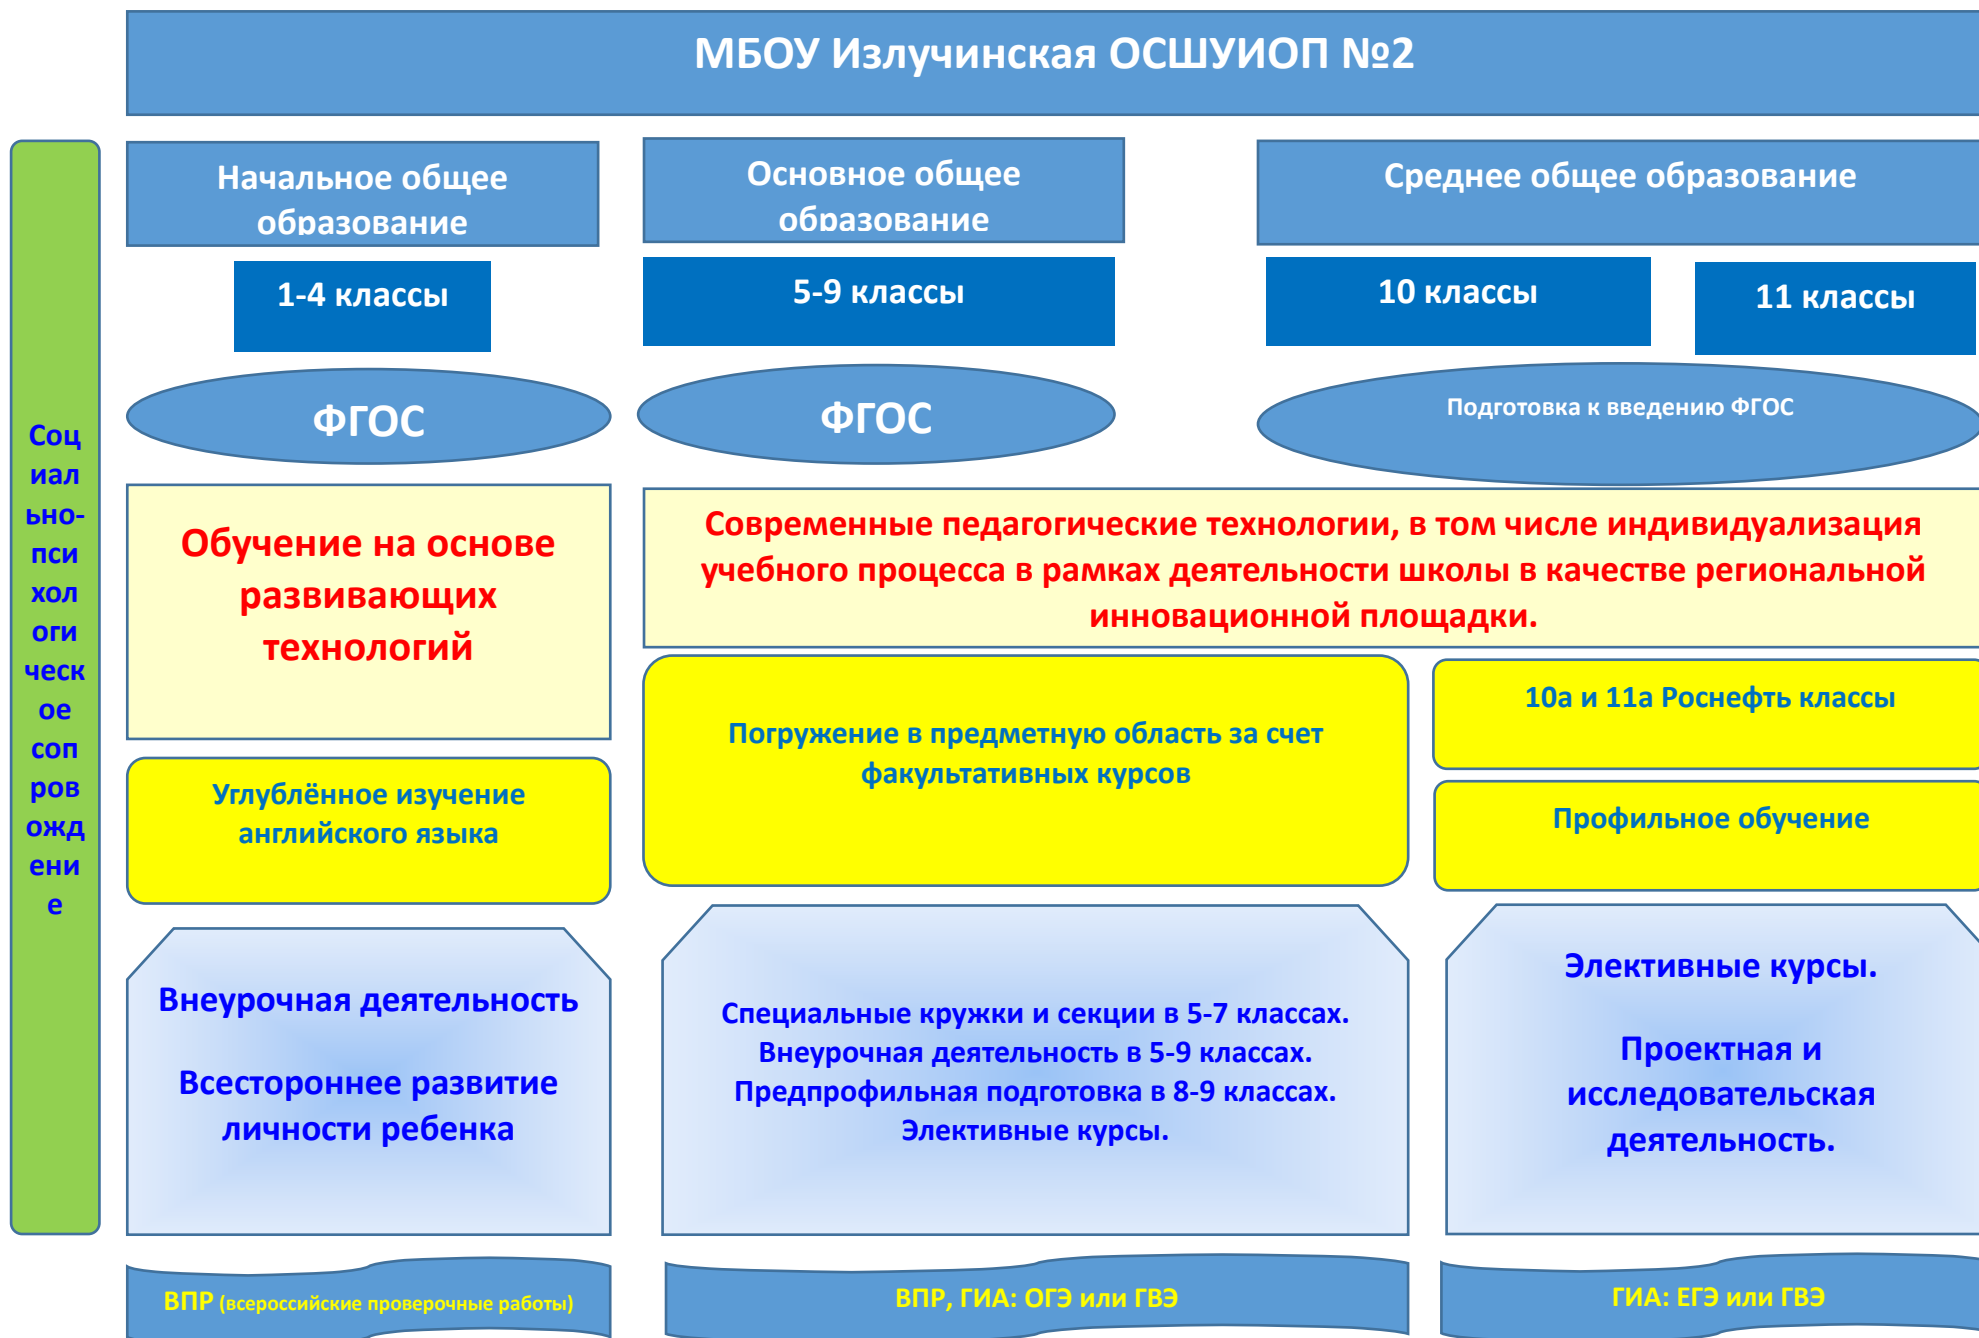 МБОУ Излучинская ОСШУИОП №2
Соц
иал
ьно-
пси
хол
оги
ческ
ое
соп
ров
ожд
ени
е
Начальное общее
образование
Основное общее
образование
Среднее общее образование
1-4 классы
5-9 классы
10 классы
11 классы
ФГОС
ФГОС
Подготовка к введению ФГОС
Обучение на основе
развивающих
технологий
Современные педагогические технологии, в том числе индивидуализация
учебного процесса в рамках деятельности школы в качестве региональной
инновационной площадки.
Углублённое изучение
английского языка
Погружение в предметную область за счет
факультативных курсов
10а и 11а Роснефть классы
Профильное обучение
Внеурочная деятельность
Всестороннее развитие
личности ребенка
Специальные кружки и секции в 5-7 классах.
Внеурочная деятельность в 5-9 классах.
Предпрофильная подготовка в 8-9 классах.
Элективные курсы.
Элективные курсы.
Проектная и
исследовательская
деятельность.
ВПР (всероссийские проверочные работы)
ВПР, ГИА: ОГЭ или ГВЭ
ГИА: ЕГЭ или ГВЭ